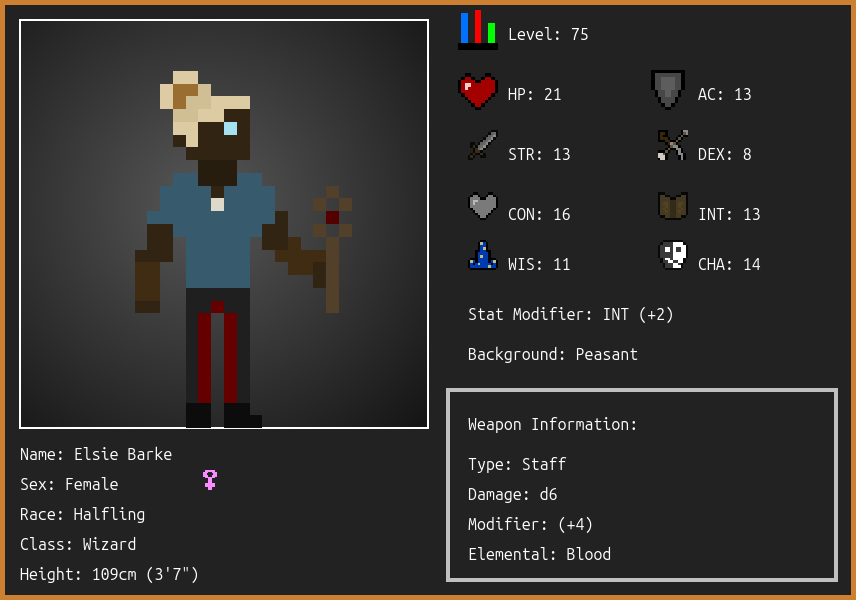 Level: 75
HP: 21
AC: 13
STR: 13
DEX: 8
CON: 16
INT: 13
WIS: 11
CHA: 14
Stat Modifier: INT (+2)
Background: Peasant
Weapon Information:
Type: Staff
Damage: d6
Modifier: (+4)
Elemental: Blood
Name: Elsie Barke
Sex: Female
Race: Halfling
Class: Wizard
Height: 109cm (3'7")